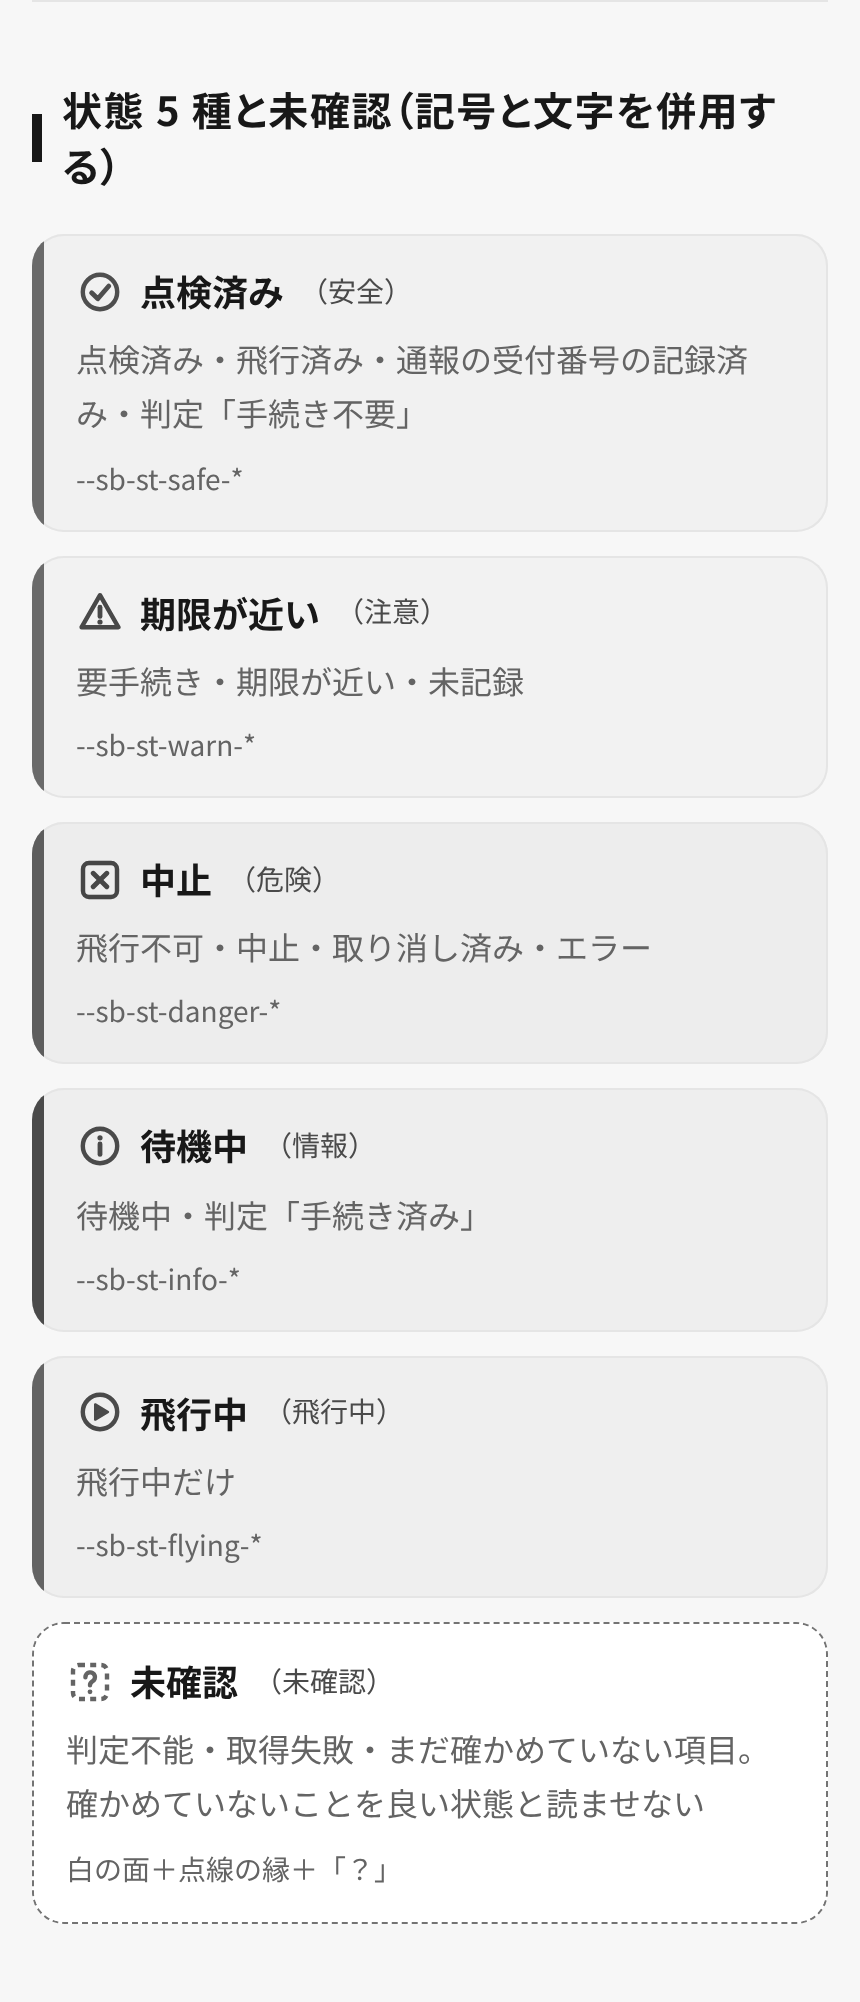 状態 5 種と未確認（記号と文字を併用す
る）
点検済み （安全）
点検済み・飛行済み・通報の受付番号の記録済
み・判定「手続き不要」
--sb-st-safe-*
期限が近い （注意）
要手続き・期限が近い・未記録
--sb-st-warn-*
中止 （危険）
飛行不可・中止・取り消し済み・エラー
--sb-st-danger-*
待機中 （情報）
待機中・判定「手続き済み」
--sb-st-info-*
飛行中 （飛行中）
飛行中だけ
--sb-st-flying-*
未確認 （未確認）
判定不能・取得失敗・まだ確かめていない項目。
確かめていないことを良い状態と読ませない
白の面＋点線の縁＋「？」